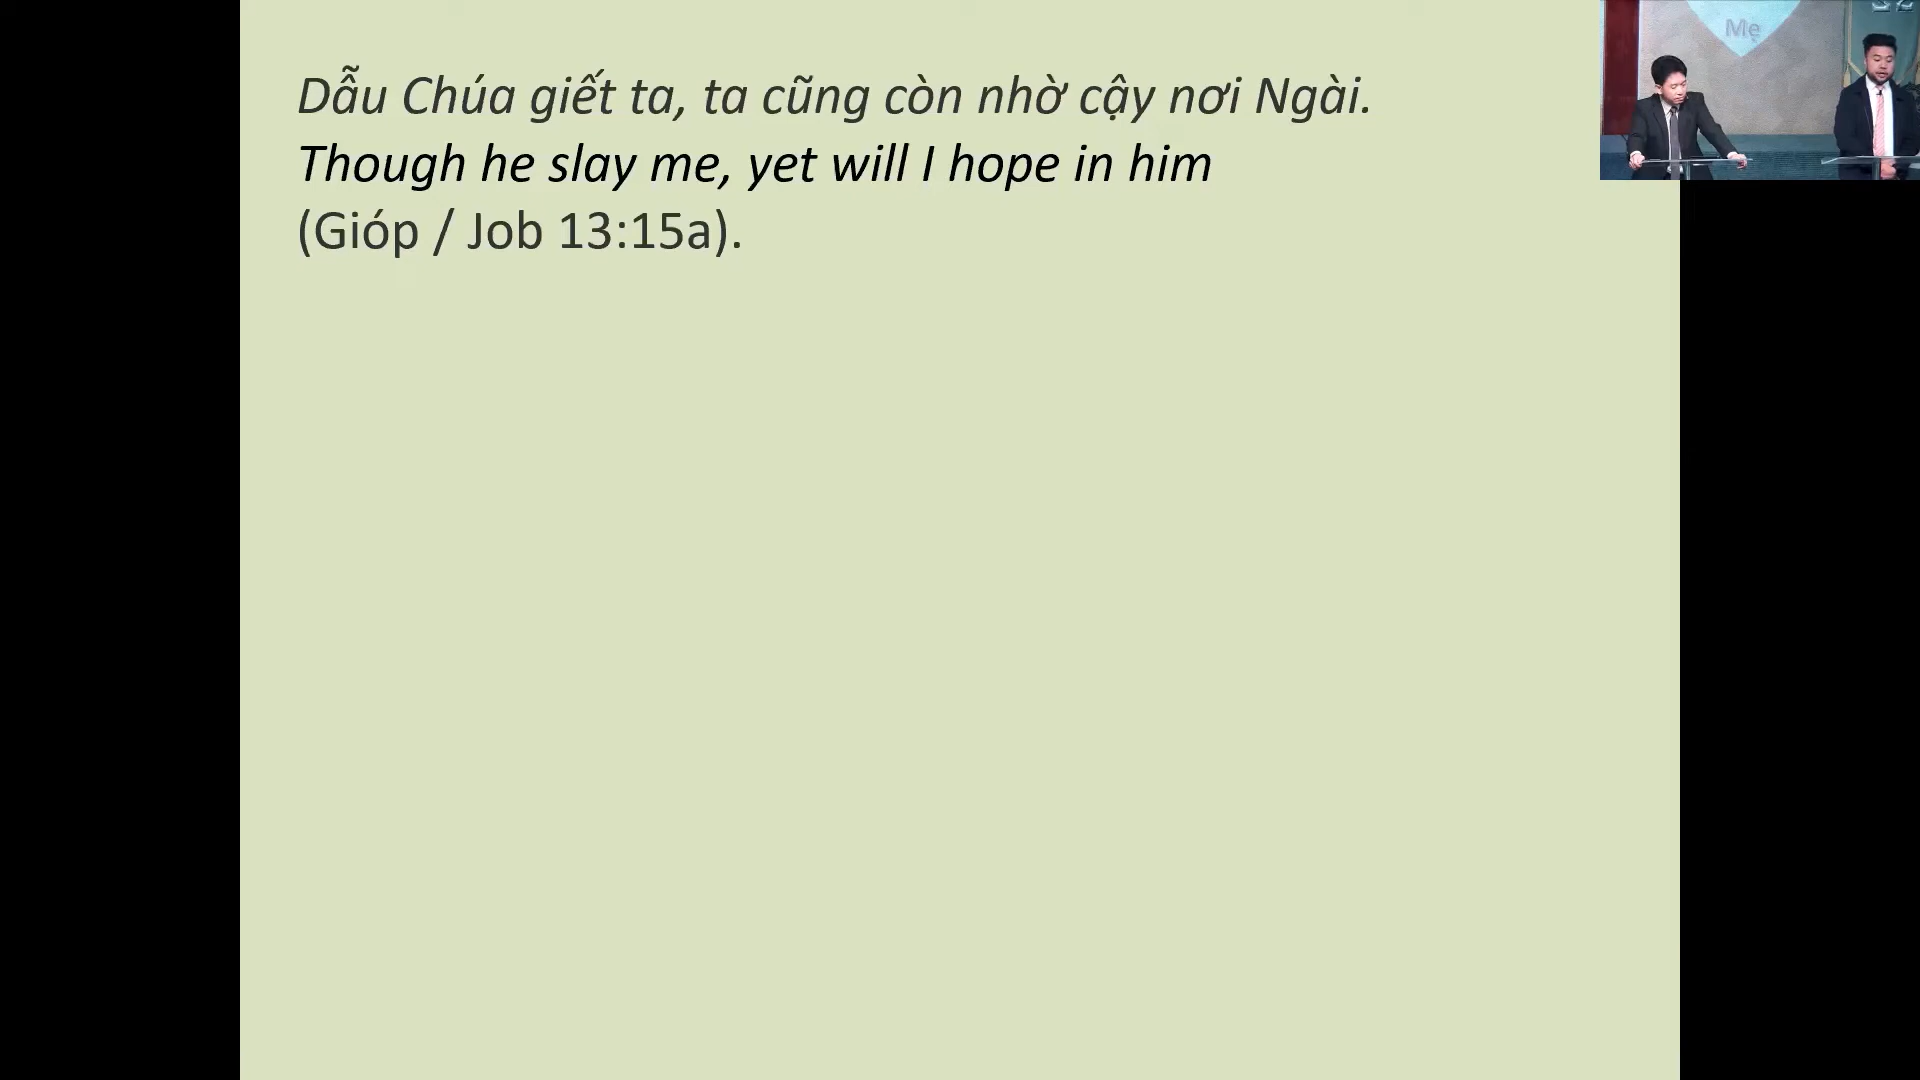 Dẫu Chúa giết ta, ta cũng còn nhờ cậy nơi Ngài.
Though he slay me, yet will I hope in him
(Gióp / Job 13:15a).
Mẹ